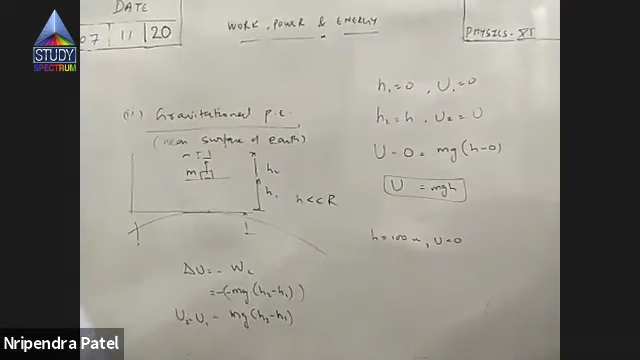 DATE
07 | 11 | 20
WORK, POWER & ENERGY
PHYSICS-XI
STUDY
SPECTRUM
(ii) Gravitational p.e.
(near surface of earth)
m
m
h₂
h₁
h<<R
ΔU = - Wc
= -(-mg(h₂-h₁))
U₂-U₁ = mg(h₂-h₁)
h₁=0, U₁=0
h₂=h, U₂=U
U-0 = mg(h-0)
U = mgh
h=100m, U=0
Nripendra Patel